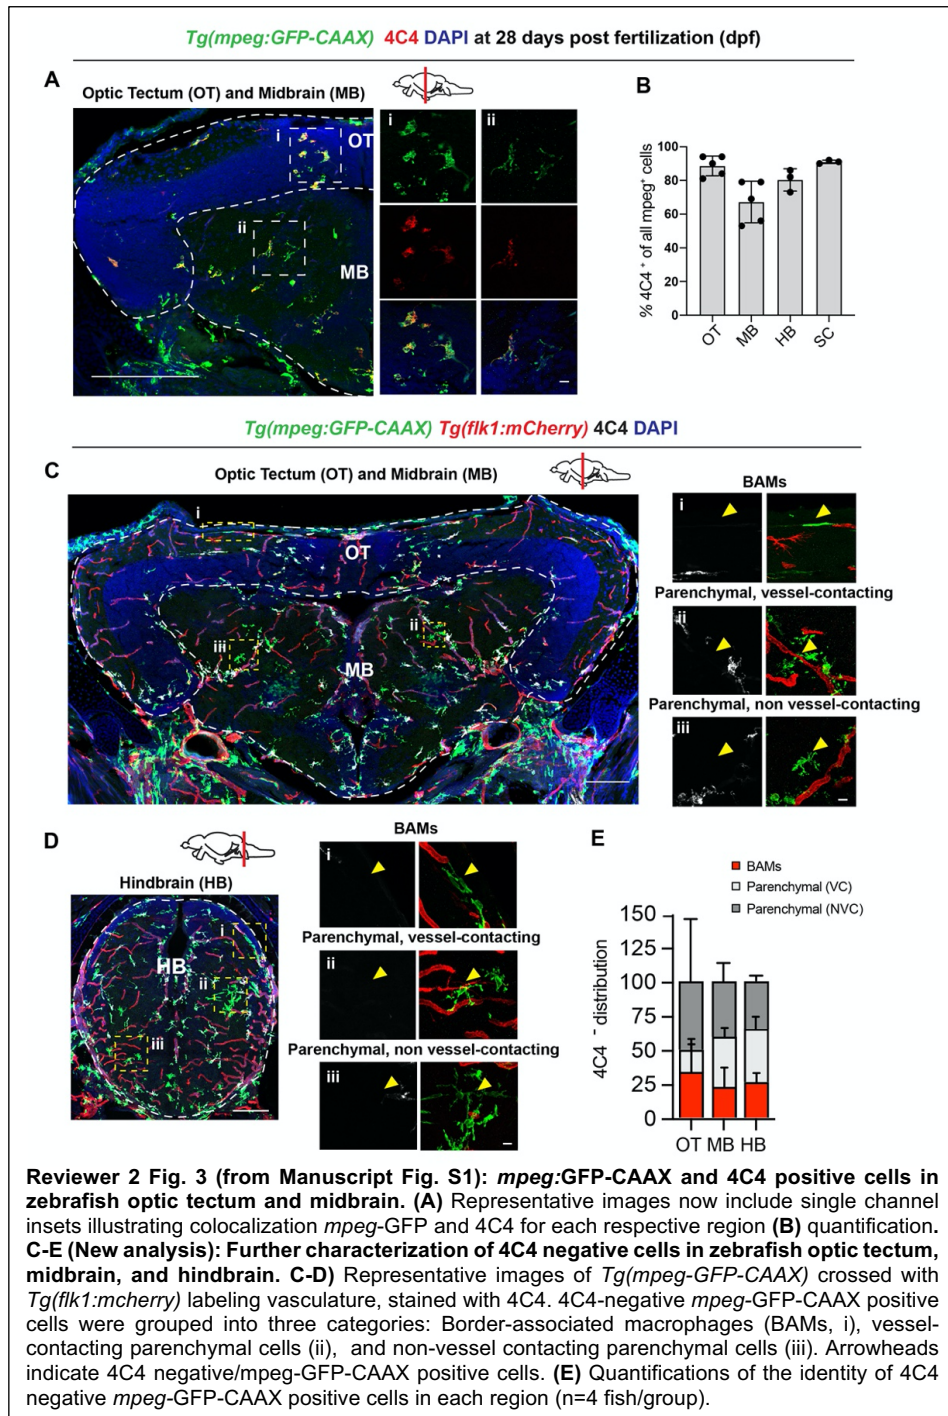 Tg(mpeg:GFP-CAAX) 4C4 DAPI at 28 days post fertilization (dpf)
A
Optic Tectum (OT) and Midbrain (MB)
i
OT
ii
MB
i
ii
B
% 4C4 + of all mpeg+ cells
100
80
60
40
20
0
OT
MB
HB
SC
Tg(mpeg:GFP-CAAX) Tg(flk1:mCherry) 4C4 DAPI
C
Optic Tectum (OT) and Midbrain (MB)
i
OT
ii
iii
MB
BAMs
i
Parenchymal, vessel-contacting
ii
Parenchymal, non vessel-contacting
iii
D
Hindbrain (HB)
i
HB
ii
iii
BAMs
i
Parenchymal, vessel-contacting
ii
Parenchymal, non vessel-contacting
iii
E
BAMs
Parenchymal (VC)
Parenchymal (NVC)
4C4 - distribution
150
125
100
75
50
25
0
OT MB HB
Reviewer 2 Fig. 3 (from Manuscript Fig. S1): mpeg:GFP-CAAX and 4C4 positive cells in
zebrafish optic tectum and midbrain. (A) Representative images now include single channel
insets illustrating colocalization mpeg-GFP and 4C4 for each respective region (B) quantification.
C-E (New analysis): Further characterization of 4C4 negative cells in zebrafish optic tectum,
midbrain, and hindbrain. C-D) Representative images of Tg(mpeg-GFP-CAAX) crossed with
Tg(flk1:mcherry) labeling vasculature, stained with 4C4. 4C4-negative mpeg-GFP-CAAX positive
cells were grouped into three categories: Border-associated macrophages (BAMs, i), vessel-
contacting parenchymal cells (ii), and non-vessel contacting parenchymal cells (iii). Arrowheads
indicate 4C4 negative/mpeg-GFP-CAAX positive cells. (E) Quantifications of the identity of 4C4
negative mpeg-GFP-CAAX positive cells in each region (n=4 fish/group).